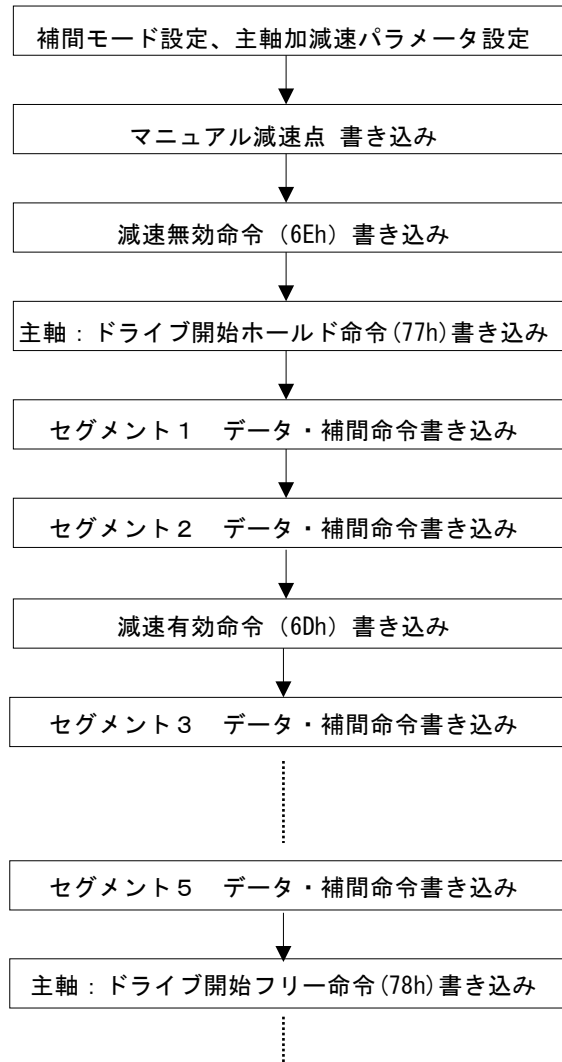 補間モード設定、主軸加減速パラメータ設定
マニュアル減速点 書き込み
減速無効命令（6Eh）書き込み
主軸：ドライブ開始ホールド命令(77h)書き込み
セグメント１　データ・補間命令書き込み
セグメント２　データ・補間命令書き込み
減速有効命令（6Dh）書き込み
セグメント３　データ・補間命令書き込み
セグメント５　データ・補間命令書き込み
主軸：ドライブ開始フリー命令(78h)書き込み